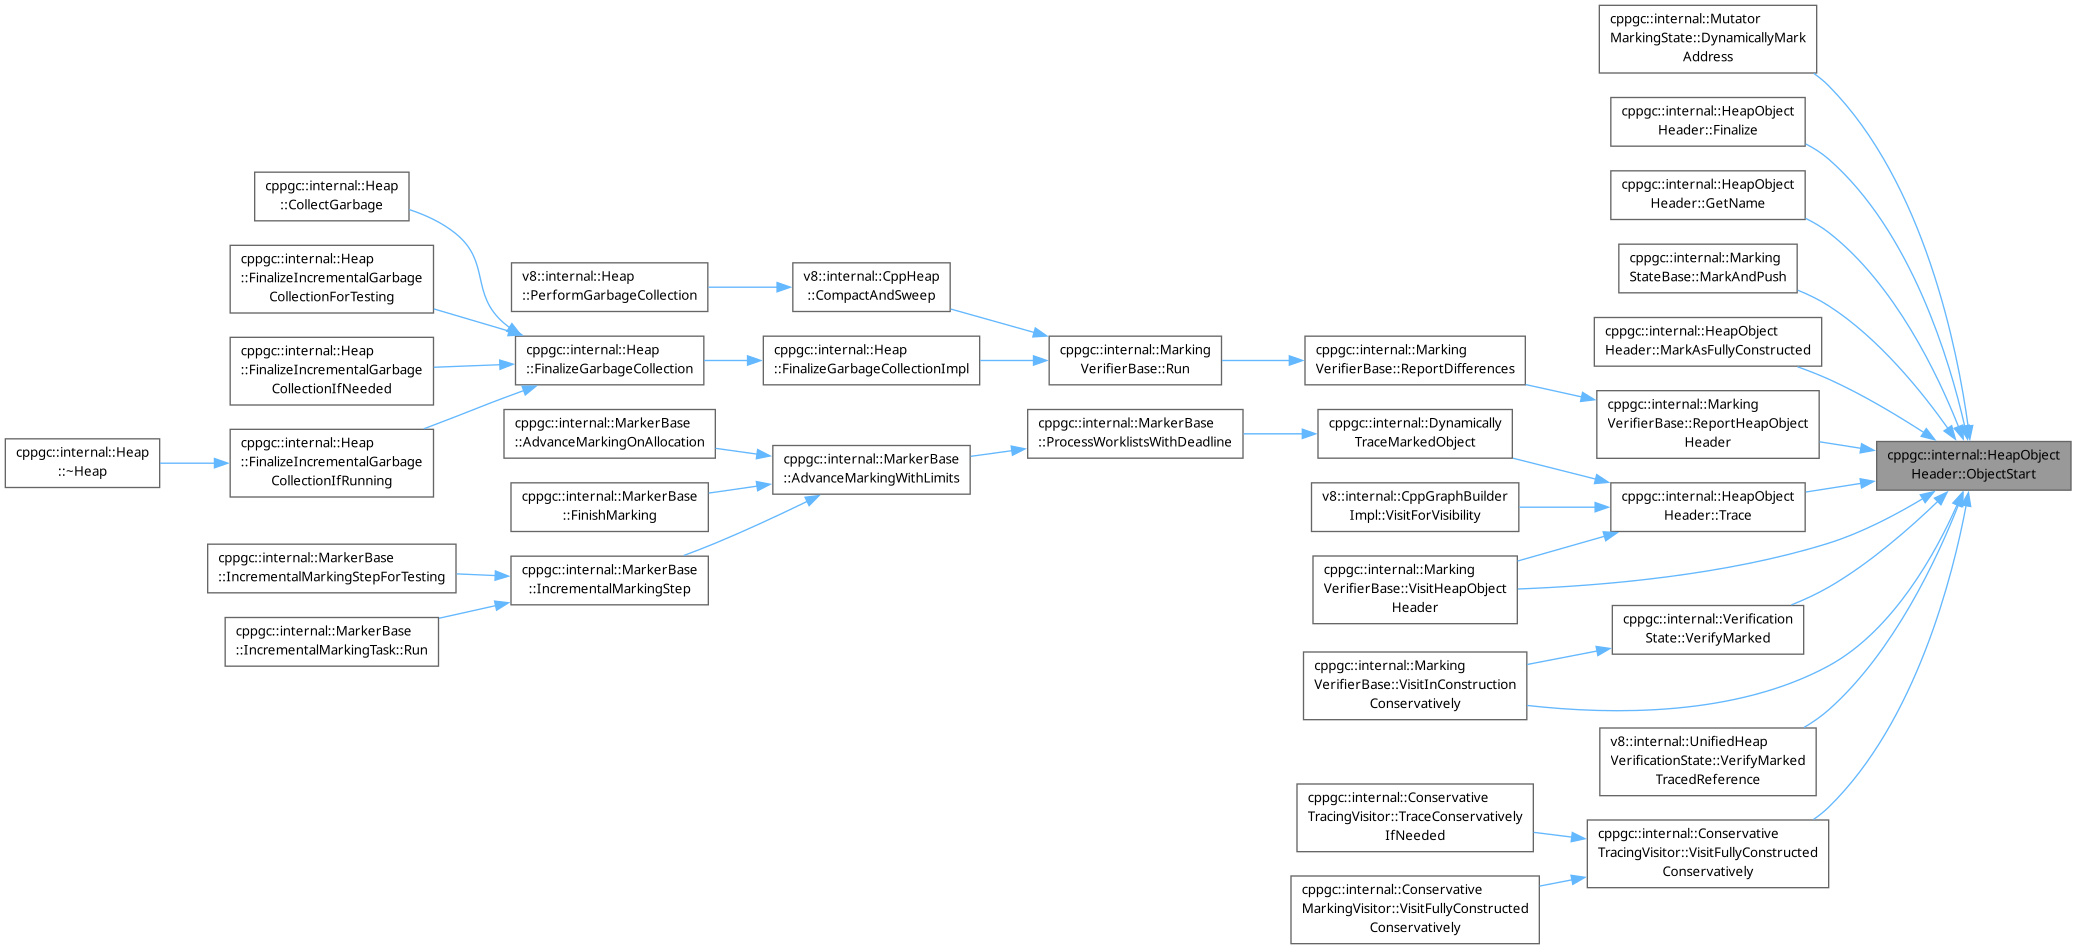 cppgc::internal::Mutator
MarkingState::DynamicallyMark
Address
cppgc::internal::HeapObject
Header::Finalize
cppgc::internal::HeapObject
Header::GetName
cppgc::internal::Marking
StateBase::MarkAndPush
cppgc::internal::HeapObject
Header::MarkAsFullyConstructed
cppgc::internal::Marking
VerifierBase::ReportHeapObject
Header
cppgc::internal::HeapObject
Header::ObjectStart
cppgc::internal::HeapObject
Header::Trace
cppgc::internal::Verification
State::VerifyMarked
v8::internal::UnifiedHeap
VerificationState::VerifyMarked
TracedReference
cppgc::internal::Conservative
TracingVisitor::VisitFullyConstructed
Conservatively
cppgc::internal::Marking
VerifierBase::ReportDifferences
cppgc::internal::Dynamically
TraceMarkedObject
v8::internal::CppGraphBuilder
Impl::VisitForVisibility
cppgc::internal::Marking
VerifierBase::VisitHeapObject
Header
cppgc::internal::Marking
VerifierBase::VisitInConstruction
Conservatively
cppgc::internal::Conservative
TracingVisitor::TraceConservatively
IfNeeded
cppgc::internal::Conservative
MarkingVisitor::VisitFullyConstructed
Conservatively
cppgc::internal::Marking
VerifierBase::Run
cppgc::internal::MarkerBase
::ProcessWorklistsWithDeadline
v8::internal::CppHeap
::CompactAndSweep
cppgc::internal::Heap
::FinalizeGarbageCollectionImpl
cppgc::internal::MarkerBase
::AdvanceMarkingWithLimits
v8::internal::Heap
::PerformGarbageCollection
cppgc::internal::Heap
::FinalizeGarbageCollection
cppgc::internal::MarkerBase
::AdvanceMarkingOnAllocation
cppgc::internal::MarkerBase
::FinishMarking
cppgc::internal::MarkerBase
::IncrementalMarkingStep
cppgc::internal::Heap
::CollectGarbage
cppgc::internal::Heap
::FinalizeIncrementalGarbage
CollectionForTesting
cppgc::internal::Heap
::FinalizeIncrementalGarbage
CollectionIfNeeded
cppgc::internal::Heap
::FinalizeIncrementalGarbage
CollectionIfRunning
cppgc::internal::MarkerBase
::IncrementalMarkingStepForTesting
cppgc::internal::MarkerBase
::IncrementalMarkingTask::Run
cppgc::internal::Heap
::~Heap